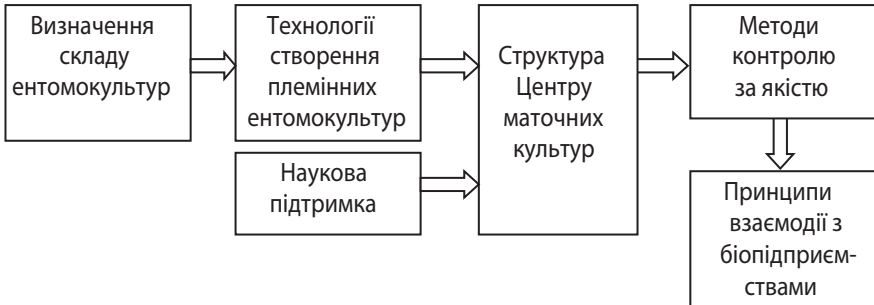 Визначення
складу
ентомокультур
Технології
створення
племінних
ентомокультур
Наукова
підтримка
Структура
Центру
маточних
культур
Методи
контролю
за якістю
Принципи
взаємодії з
біопідприєм-
ствами